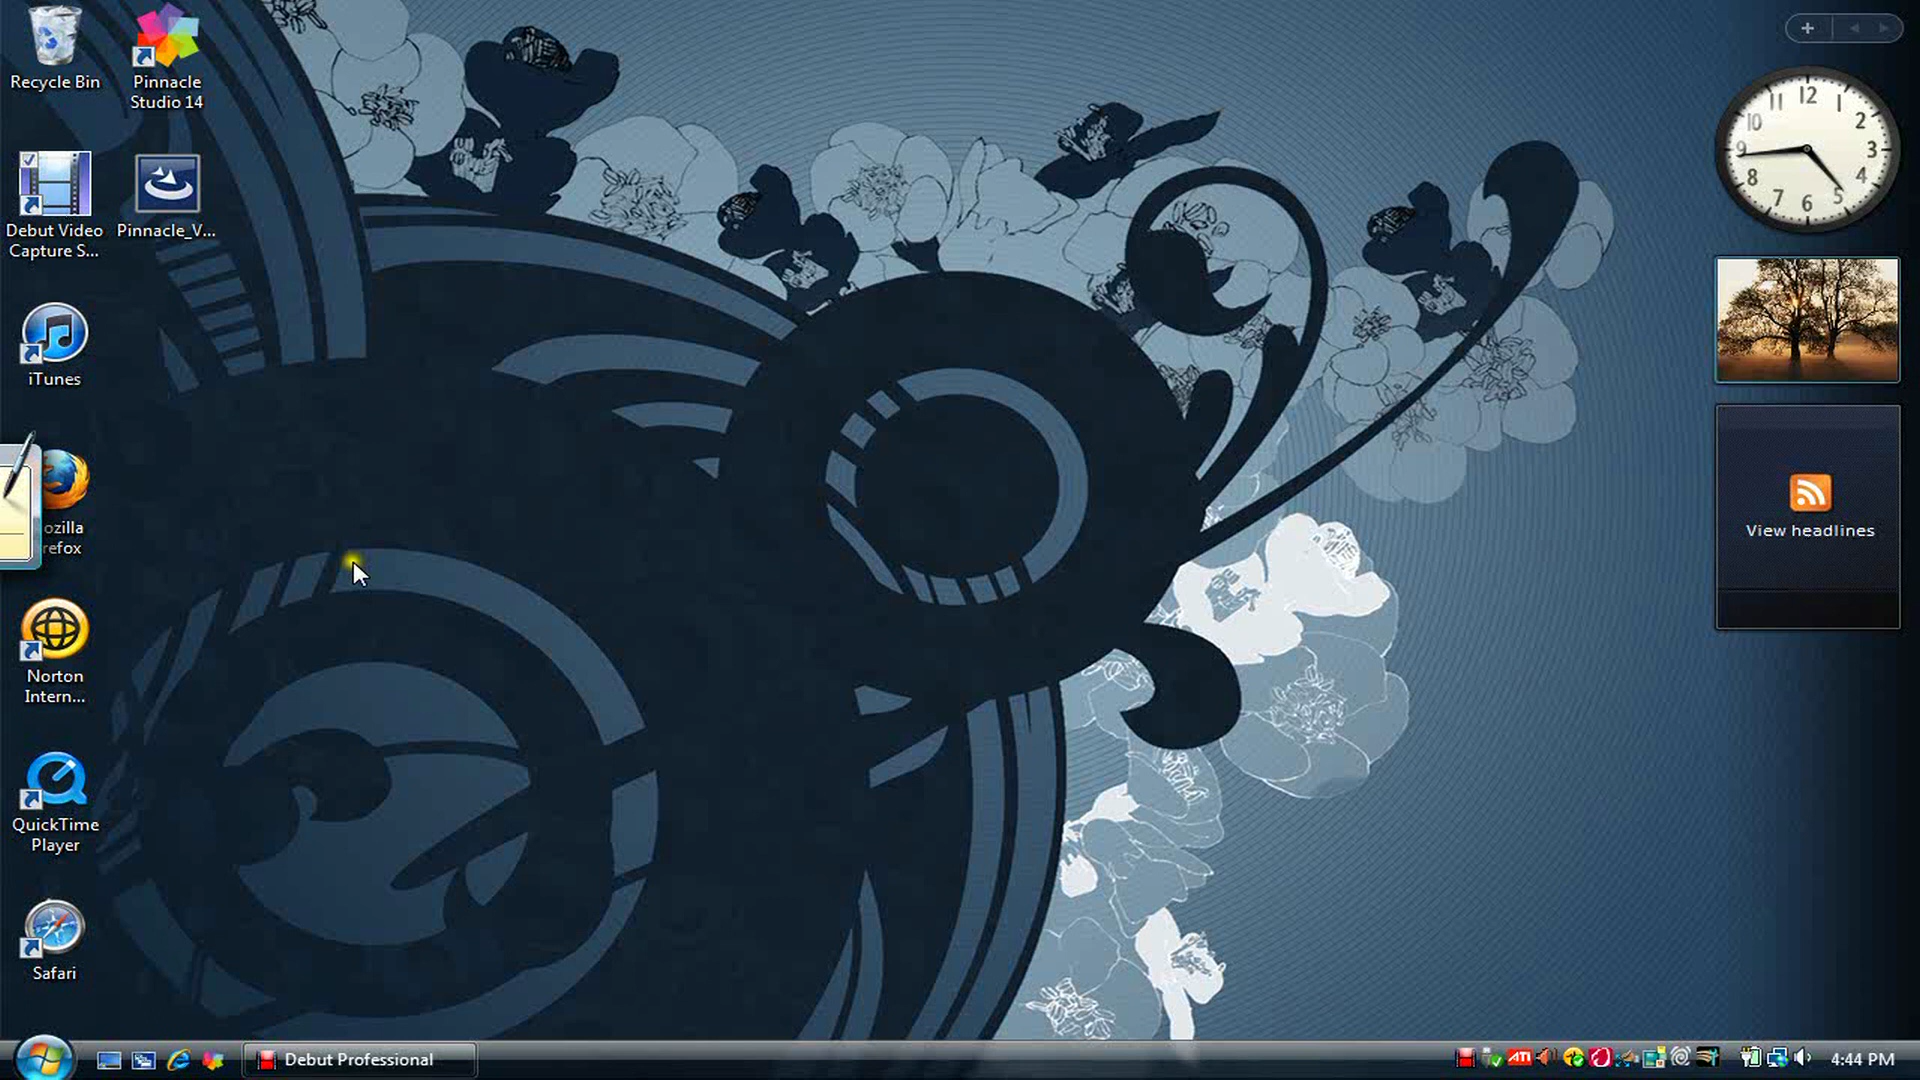 Recycle Bin
Pinnacle
Studio 14
Debut Video
Capture S...
Pinnacle_V...
iTunes
ozilla
refox
Norton
Intern...
QuickTime
Player
Safari
12
1
2
3
4
5
6
7
8
9
10
11
View headlines
Debut Professional
ATI
4:44 PM